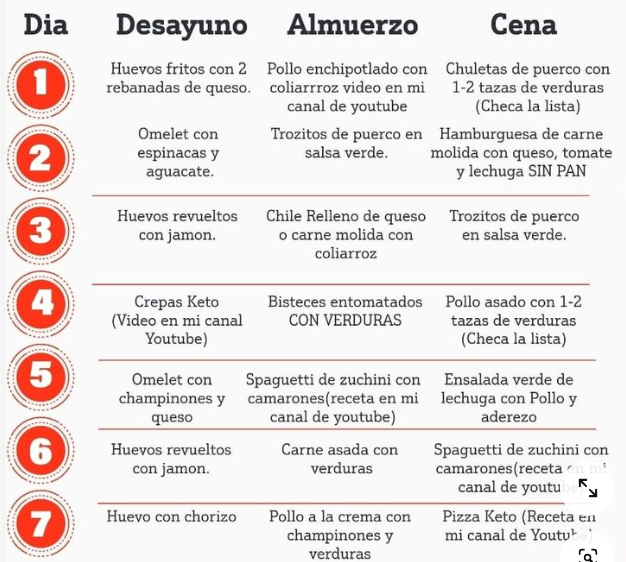 Dia Desayuno Almuerzo Cena
1
Huevos fritos con 2
rebanadas de queso.
Pollo enchipotlado con
coliarrroz video en mi
canal de youtube
Chuletas de puerco con
1-2 tazas de verduras
(Checa la lista)
2
Omelet con
espinacas y
aguacate.
Trozitos de puerco en
salsa verde.
Hamburguesa de carne
molida con queso, tomate
y lechuga SIN PAN
3
Huevos revueltos
con jamon.
Chile Relleno de queso
o carne molida con
coliarroz
Trozitos de puerco
en salsa verde.
4
Crepas Keto
(Video en mi canal
Youtube)
Bisteces entomatados
CON VERDURAS
Pollo asado con 1-2
tazas de verduras
(Checa la lista)
5
Omelet con
champinones y
queso
Spaguetti de zuchini con
camarones(receta en mi
canal de youtube)
Ensalada verde de
lechuga con Pollo y
aderezo
6
Huevos revueltos
con jamon.
Carne asada con
verduras
Spaguetti de zuchini con
camarones(receta en mi
canal de youtube)
7
Huevo con chorizo
Pollo a la crema con
champinones y
verduras
Pizza Keto (Receta en
mi canal de Youtube)